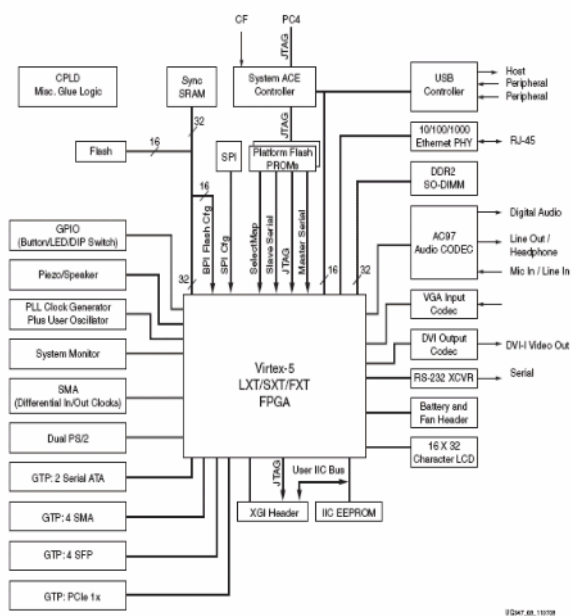 CF
PC4
JTAG
CPLD
Misc. Glue Logic
Sync
SRAM
System ACE
Controller
USB
Controller
Host
Peripheral
Peripheral
32
JTAG
Flash
16
SPI
Platform Flash
PROMs
10/100/1000
Ethernet PHY
RJ-45
DDR2
SO-DIMM
16
BPI Flash Cfg
SPI Cfg
SelectMap
Slave Serial
JTAG
Master Serial
GPIO
(Button/LED/DIP Switch)
AC97
Audio CODEC
Digital Audio
Line Out /
Headphone
Mic In / Line In
32
16
32
Piezo/Speaker
PLL Clock Generator
Plus User Oscillator
System Monitor
SMA
(Differential In/Out Clocks)
Dual PS/2
GTP: 2 Serial ATA
GTP: 4 SMA
GTP: 4 SFP
GTP: PCIe 1x
Virtex-5
LXT/SXT/FXT
FPGA
VGA Input
Codec
DVI Output
Codec
DVI-I Video Out
RS-232 XCVR
Serial
Battery and
Fan Header
16 X 32
Character LCD
JTAG
User IIC Bus
XGI Header
IIC EEPROM